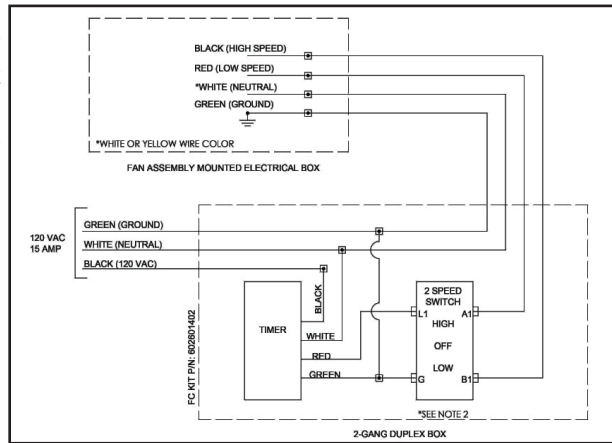 BLACK (HIGH SPEED)
RED (LOW SPEED)
*WHITE (NEUTRAL)
GREEN (GROUND)
*WHITE OR YELLOW WIRE COLOR
FAN ASSEMBLY MOUNTED ELECTRICAL BOX
120 VAC
15 AMP
GREEN (GROUND)
WHITE (NEUTRAL)
BLACK (120 VAC)
FC KIT P/N: 602601402
TIMER
BLACK
WHITE
RED
GREEN
2 SPEED
SWITCH
L1
A1
HIGH
OFF
LOW
G
B1
*SEE NOTE 2
2-GANG DUPLEX BOX